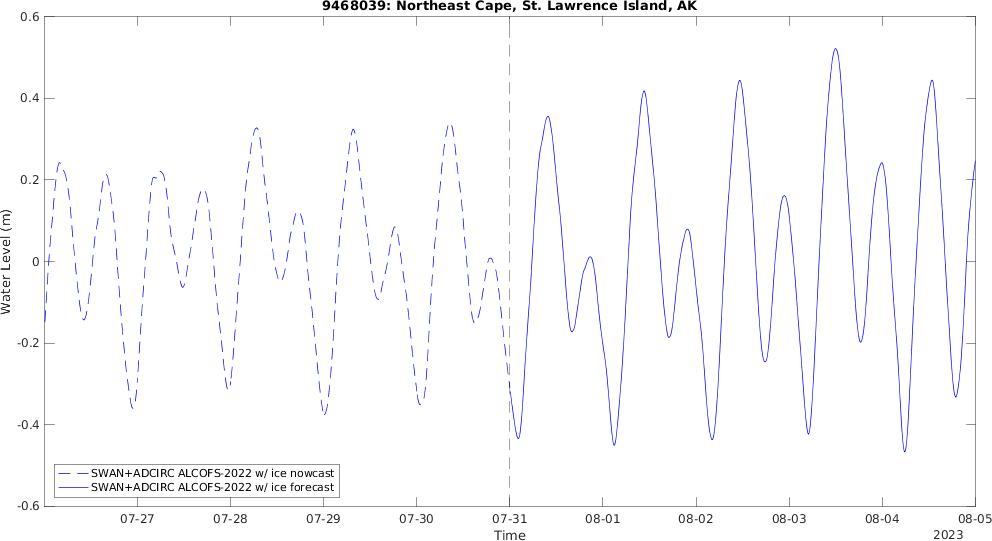 9468039: Northeast Cape, St. Lawrence Island, AK
0.6
0.4
0.2
0
-0.2
-0.4
-0.6
Water Level (m)
SWAN+ADCIRC ALCOFS-2022 w/ ice nowcast
SWAN+ADCIRC ALCOFS-2022 w/ ice forecast
07-27 07-28 07-29 07-30 07-31 08-01 08-02 08-03 08-04 08-05
Time
2023